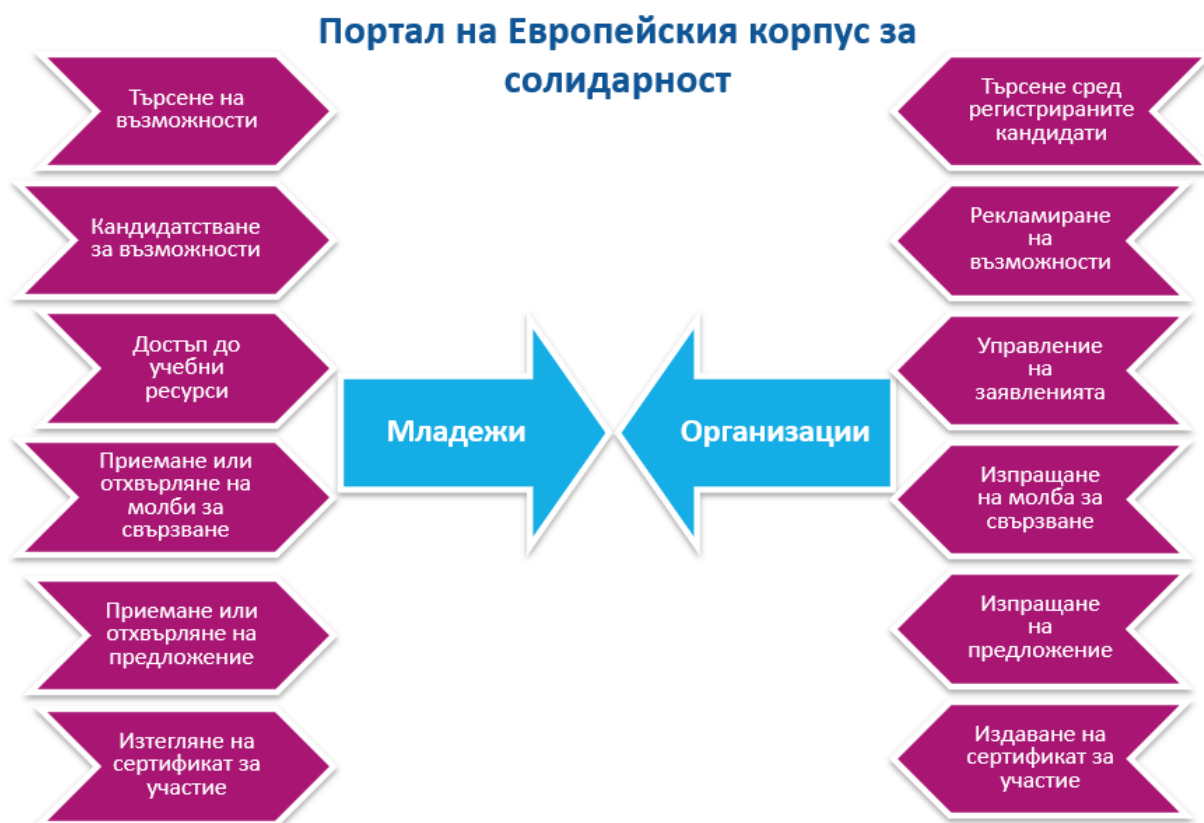 Портал на Европейския корпус за
солидарност
Търсене на
възможности
Кандидатстване
за възможности
Достъп до
учебни
ресурси
Приемане или
отхвърляне на
молби за
свързване
Приемане или
отхвърляне на
предложение
Изтегляне на
сертификат за
участие
Младежи
Организации
Търсене сред
регистрираните
кандидати
Рекламиране
на
възможности
Управление
на
заявленията
Изпращане
на молба за
свързване
Изпращане
на
предложение
Издаване на
сертификат за
участие